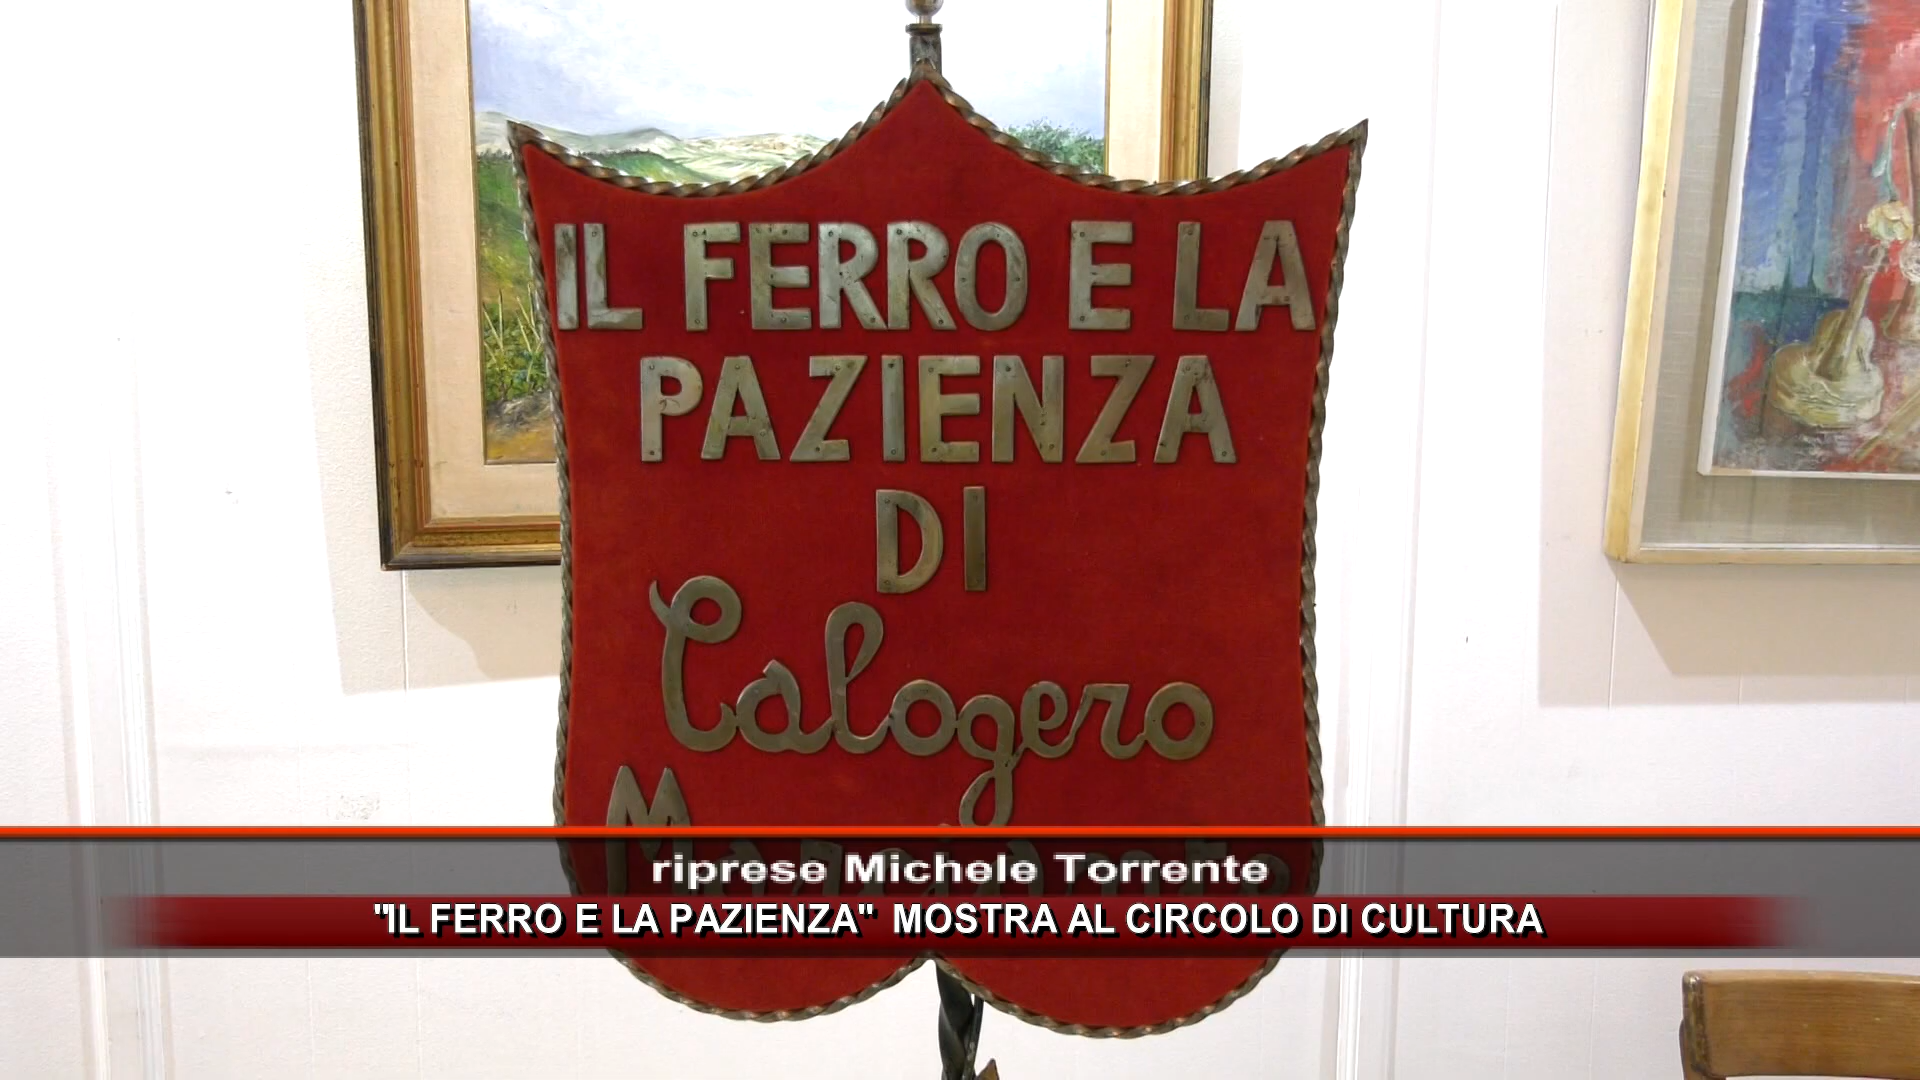 IL FERRO E LA
PAZIENZA
DI
Calogero
riprese Michele Torrente
"IL FERRO E LA PAZIENZA" MOSTRA AL CIRCOLO DI CULTURA